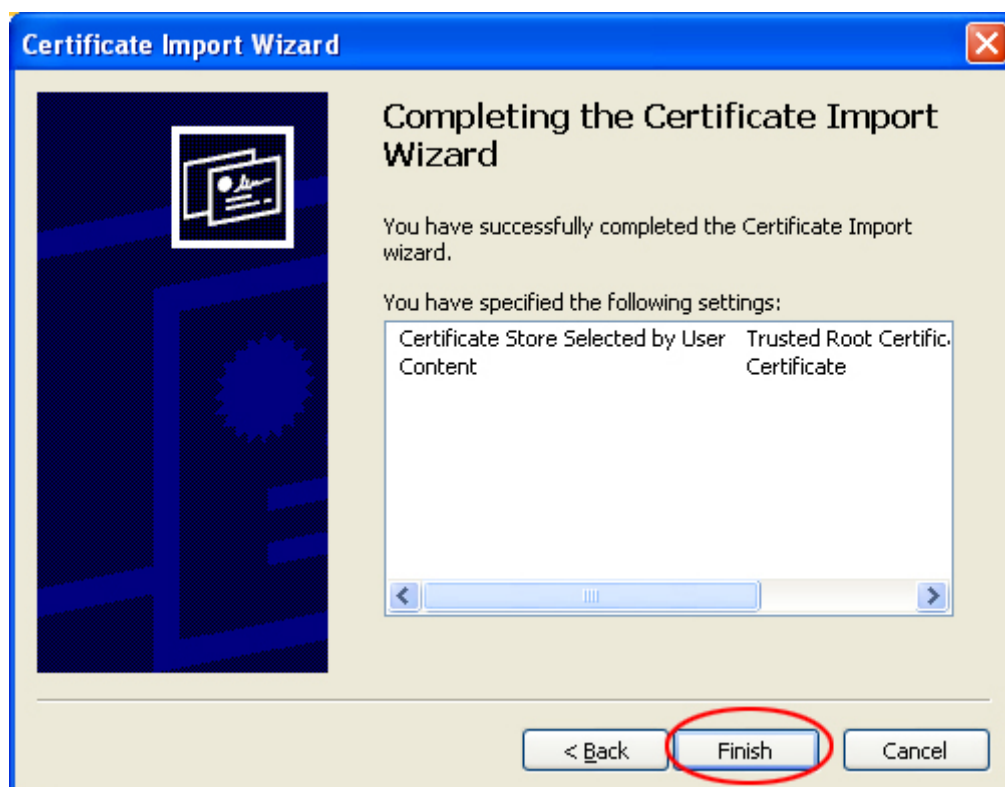 Certificate Import Wizard
Completing the Certificate Import
Wizard
You have successfully completed the Certificate Import
wizard.
You have specified the following settings:
Certificate Store Selected by User Trusted Root Certific
Content Certificate
< Back Finish Cancel